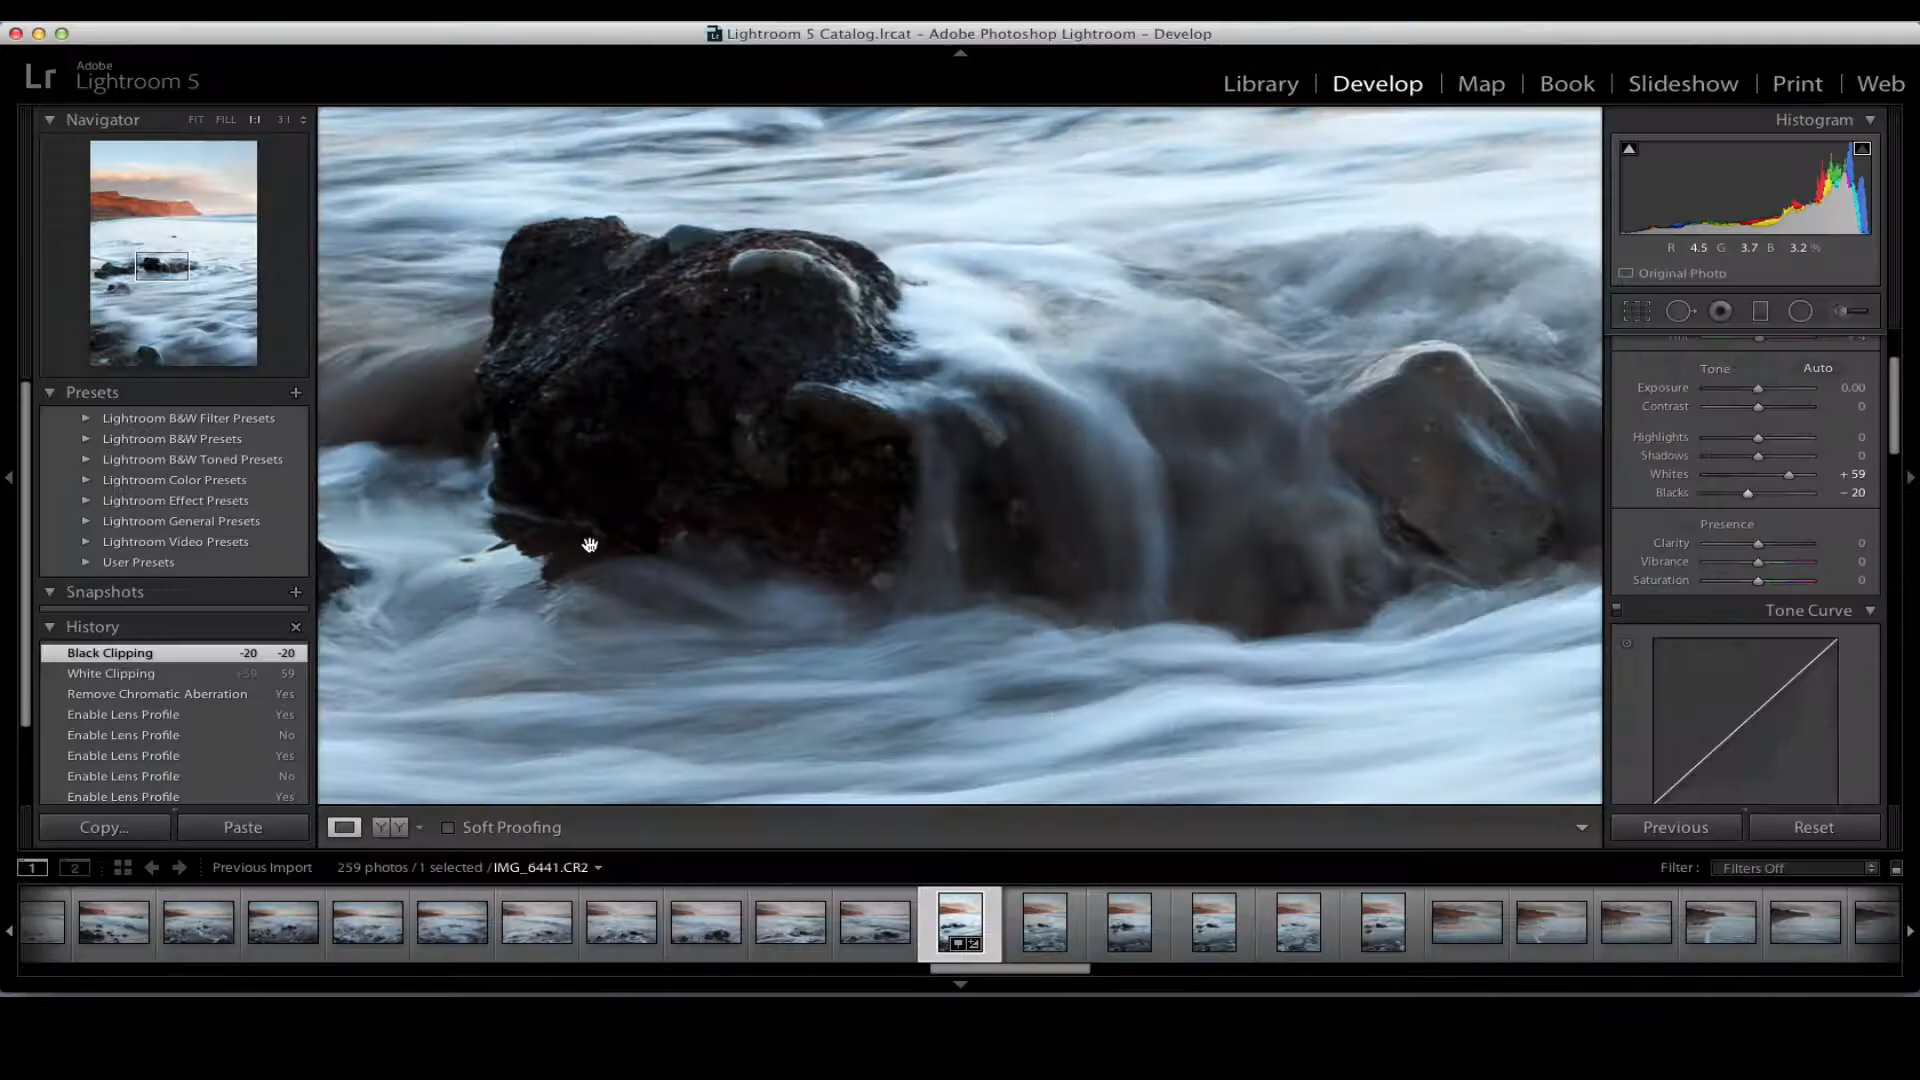 Lightroom 5 Catalog.lrcat - Adobe Photoshop Lightroom - Develop
Lr Adobe Lightroom 5
Library | Develop | Map | Book | Slideshow | Print | Web
Navigator FIT FILL 1:1 3:1
Histogram
R 4.5 G 3.7 B 3.2 %
Original Photo
Tone Auto
Exposure 0.00
Contrast 0
Highlights 0
Shadows 0
Whites + 59
Blacks - 20
Presence
Clarity 0
Vibrance 0
Saturation 0
Tone Curve
Presets +
Lightroom B&W Filter Presets
Lightroom B&W Presets
Lightroom B&W Toned Presets
Lightroom Color Presets
Lightroom Effect Presets
Lightroom General Presets
Lightroom Video Presets
User Presets
Snapshots +
History ×
Black Clipping -20 -20
White Clipping +59 59
Remove Chromatic Aberration Yes
Enable Lens Profile Yes
Enable Lens Profile No
Enable Lens Profile Yes
Enable Lens Profile No
Enable Lens Profile Yes
Copy... Paste
YY Soft Proofing
Previous Reset
1 2 Previous Import 259 photos / 1 selected / IMG_6441.CR2
Filter : Filters Off